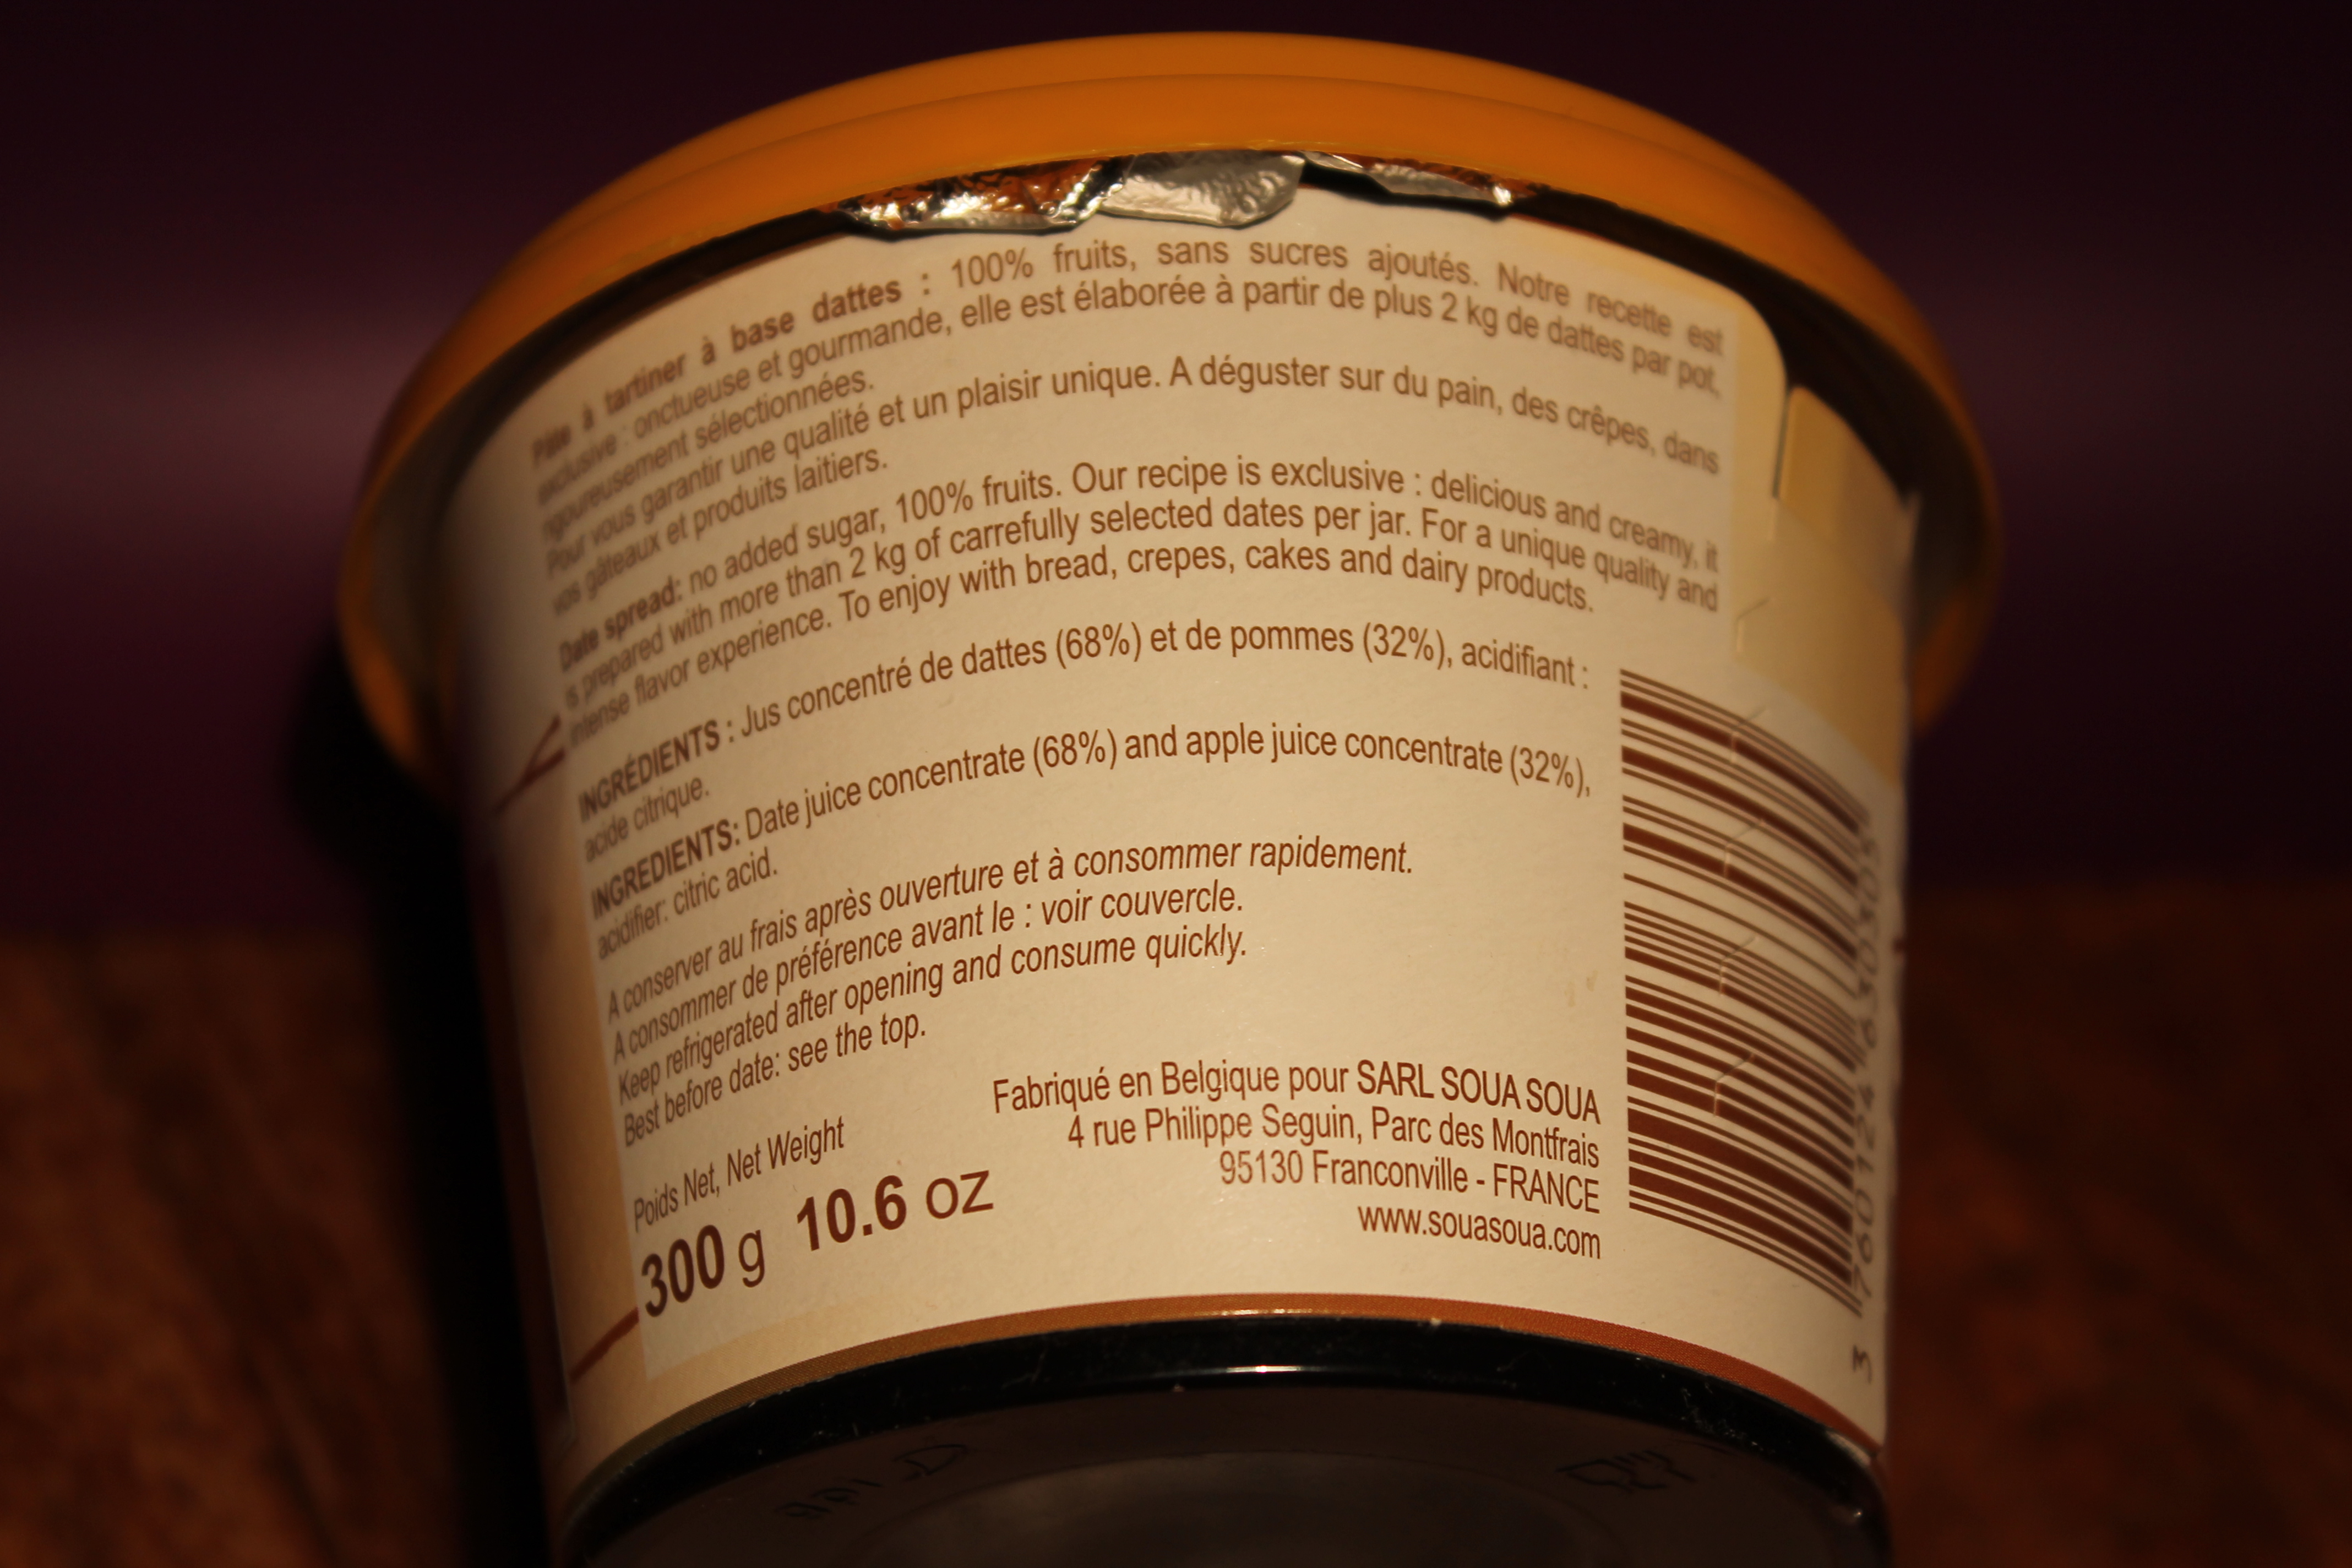 Pâte à tartiner à base dattes : 100% fruits, sans sucres ajoutés. Notre recette est
exclusive : onctueuse et gourmande, elle est élaborée à partir de plus 2 kg de dattes par pot,
rigoureusement sélectionnées.
Pour vous garantir une qualité et un plaisir unique. A déguster sur du pain, des crêpes, dans
vos gâteaux et produits laitiers.
Date spread: no added sugar, 100% fruits. Our recipe is exclusive : delicious and creamy, it
is prepared with more than 2 kg of carrefully selected dates per jar. For a unique quality and
intense flavor experience. To enjoy with bread, crepes, cakes and dairy products.
INGRÉDIENTS : Jus concentré de dattes (68%) et de pommes (32%), acidifiant :
acide citrique.
INGREDIENTS: Date juice concentrate (68%) and apple juice concentrate (32%),
acidifier: citric acid.
A conserver au frais après ouverture et à consommer rapidement.
A consommer de préférence avant le : voir couvercle.
Keep refrigerated after opening and consume quickly.
Best before date: see the top.
Poids Net, Net Weight
300 g 10.6 oz
Fabriqué en Belgique pour SARL SOUA SOUA
4 rue Philippe Seguin, Parc des Montfrais
95130 Franconville - FRANCE
www.souasoua.com
3 760124 630305